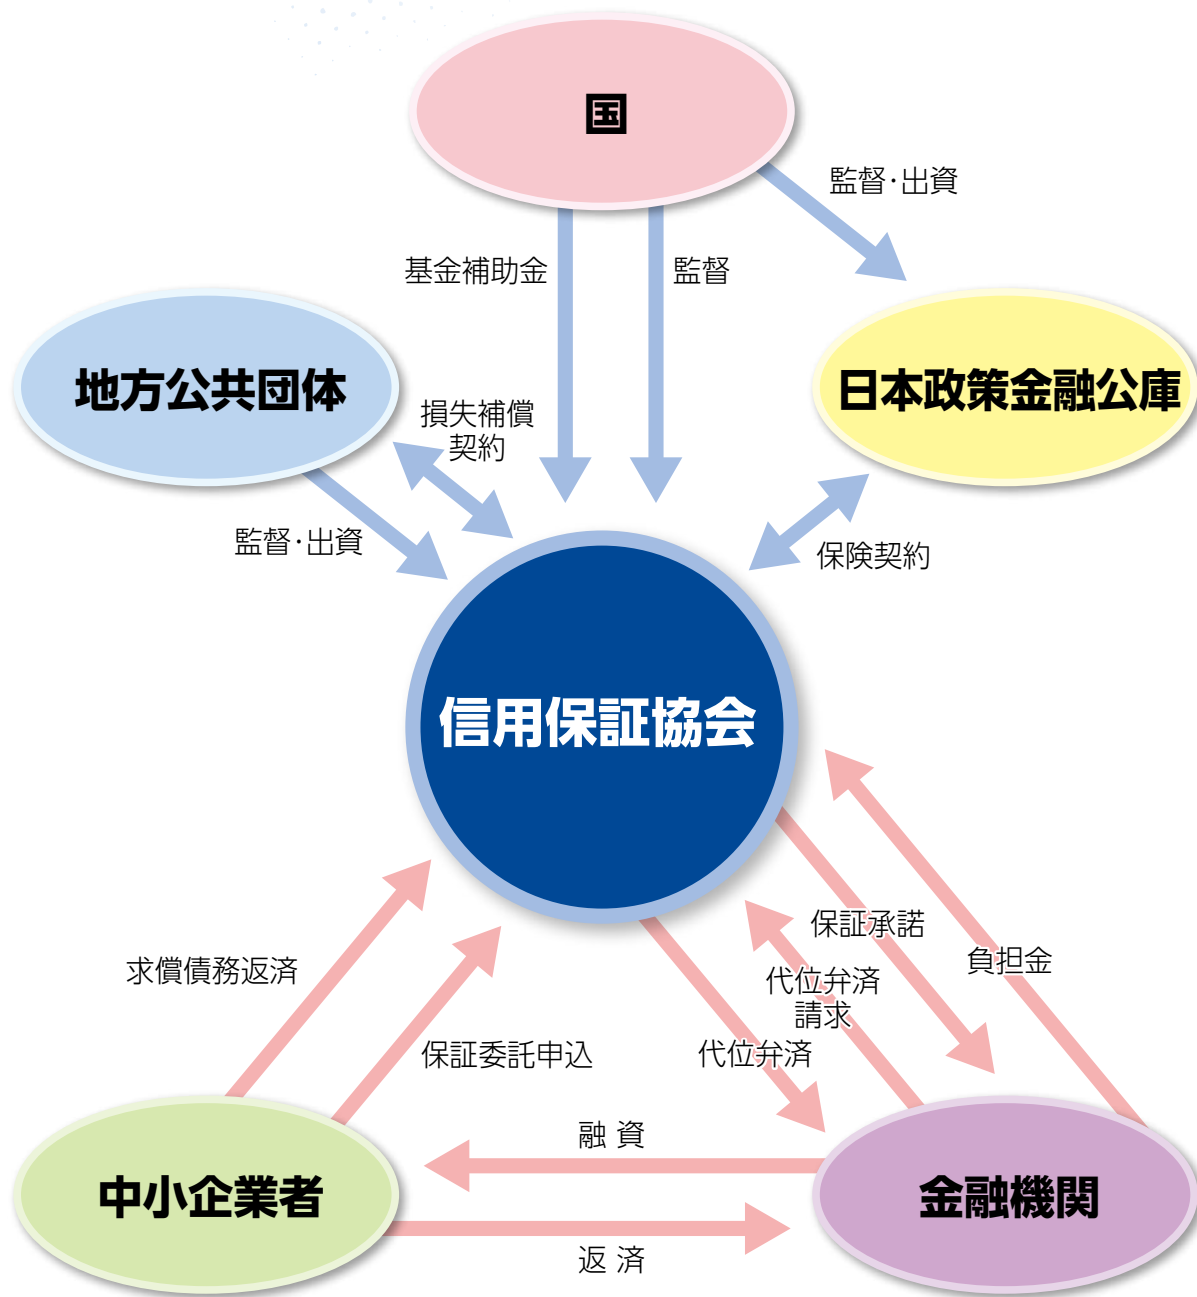 国
監督・出資
基金補助金
監督
地方公共団体
日本政策金融公庫
損失補償
契約
監督・出資
保険契約
信用保証協会
保証承諾
負担金
求償債務返済
代位弁済
請求
保証委託申込
代位弁済
融 資
中小企業者
金融機関
返 済